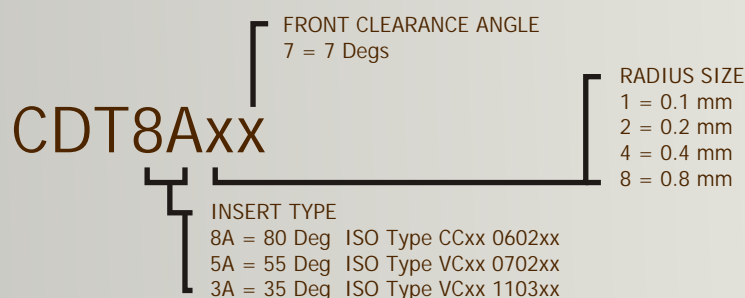 FRONT CLEARANCE ANGLE
7 = 7 Degs
RADIUS SIZE
1 = 0.1 mm
2 = 0.2 mm
4 = 0.4 mm
8 = 0.8 mm
CDT8Axx
INSERT TYPE
8A = 80 Deg ISO Type CCxx 0602xx
5A = 55 Deg ISO Type VCxx 0702xx
3A = 35 Deg ISO Type VCxx 1103xx